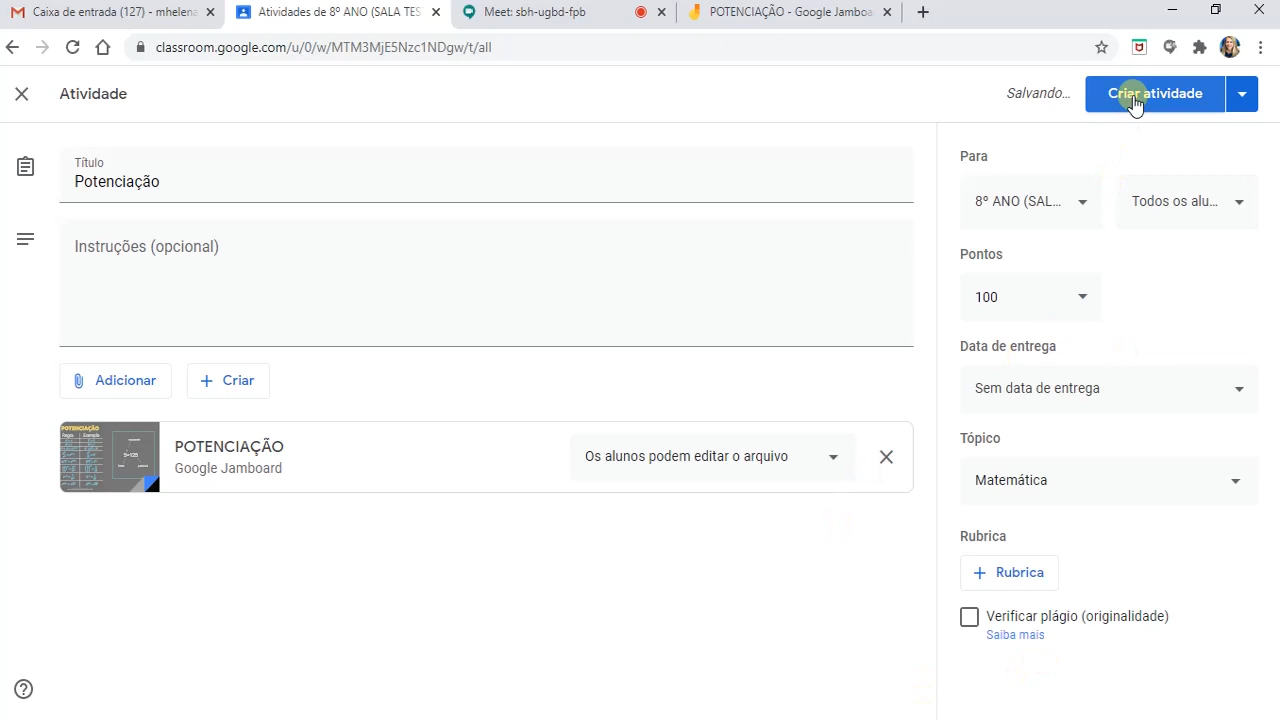 Caixa de entrada (127) - mhelena
Atividades de 8º ANO (SALA TES
Meet: sbh-ugbd-fpb
POTENCIAÇÃO - Google Jamboa
classroom.google.com/u/0/w/MTM3MjE5Nzc1NDgw/t/all
Atividade
Salvando...
Criar atividade
Título
Potenciação
Instruções (opcional)
Adicionar
Criar
POTENCIAÇÃO
Regra
Exemplo
POTENCIAÇÃO
Google Jamboard
Os alunos podem editar o arquivo
Para
8º ANO (SAL...
Todos os alu...
Pontos
100
Data de entrega
Sem data de entrega
Tópico
Matemática
Rubrica
Rubrica
Verificar plágio (originalidade)
Saiba mais